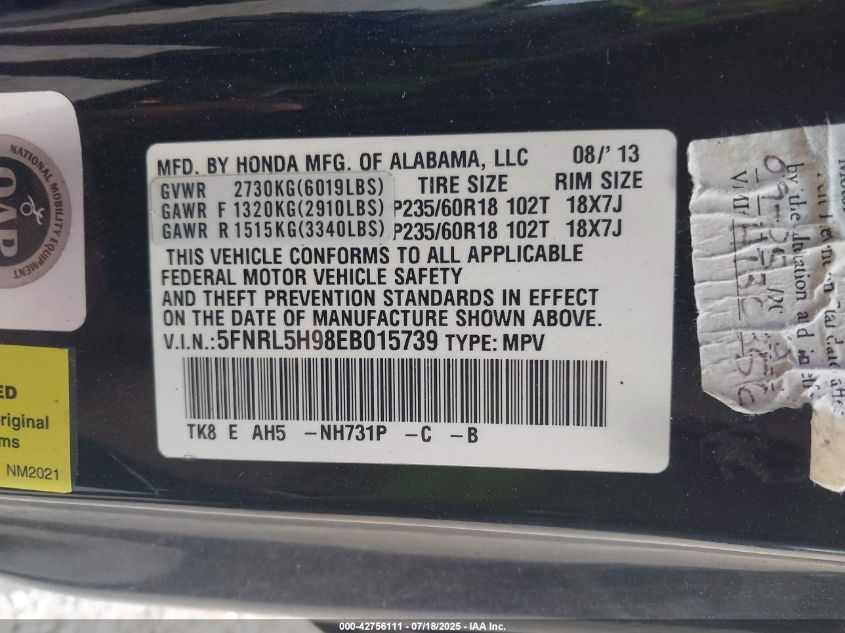 MFD. BY HONDA MFG. OF ALABAMA, LLC 08/' 13
GVWR 2730KG(6019LBS) TIRE SIZE RIM SIZE
GAWR F 1320KG(2910LBS) P235/60R18 102T 18X7J
GAWR R 1515KG(3340LBS) P235/60R18 102T 18X7J
THIS VEHICLE CONFORMS TO ALL APPLICABLE
FEDERAL MOTOR VEHICLE SAFETY
AND THEFT PREVENTION STANDARDS IN EFFECT
ON THE DATE OF MANUFACTURE SHOWN ABOVE.
V.I.N.: 5FNRL5H98EB015739 TYPE: MPV
TK8 E AH5 -NH731P -C -B
NATIONAL MOBILITY
EQUIPMENT
QAP
ED
riginal
ms
NM2021
by the
000-42756111 - 07/18/2025 - IAA Inc.